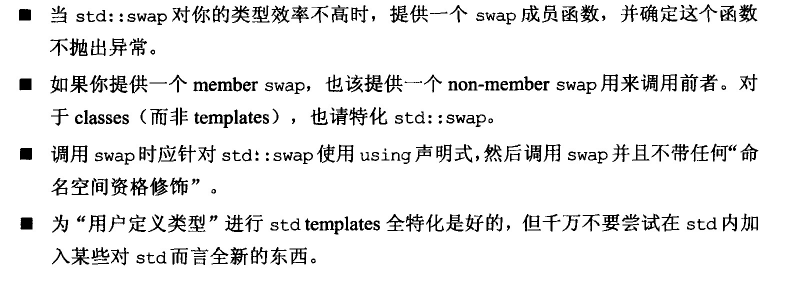 ■ 当 std::swap 对你的类型效率不高时，提供一个 swap 成员函数，并确定这个函数
不抛出异常。
■ 如果你提供一个 member swap，也该提供一个 non-member swap 用来调用前者。对
于 classes（而非 templates），也请特化 std::swap。
■ 调用 swap 时应针对 std::swap 使用 using 声明式，然后调用 swap 并且不带任何“命
名空间资格修饰”。
■ 为“用户定义类型”进行 std templates 全特化是好的，但千万不要尝试在 std 内加
入某些对 std 而言全新的东西。